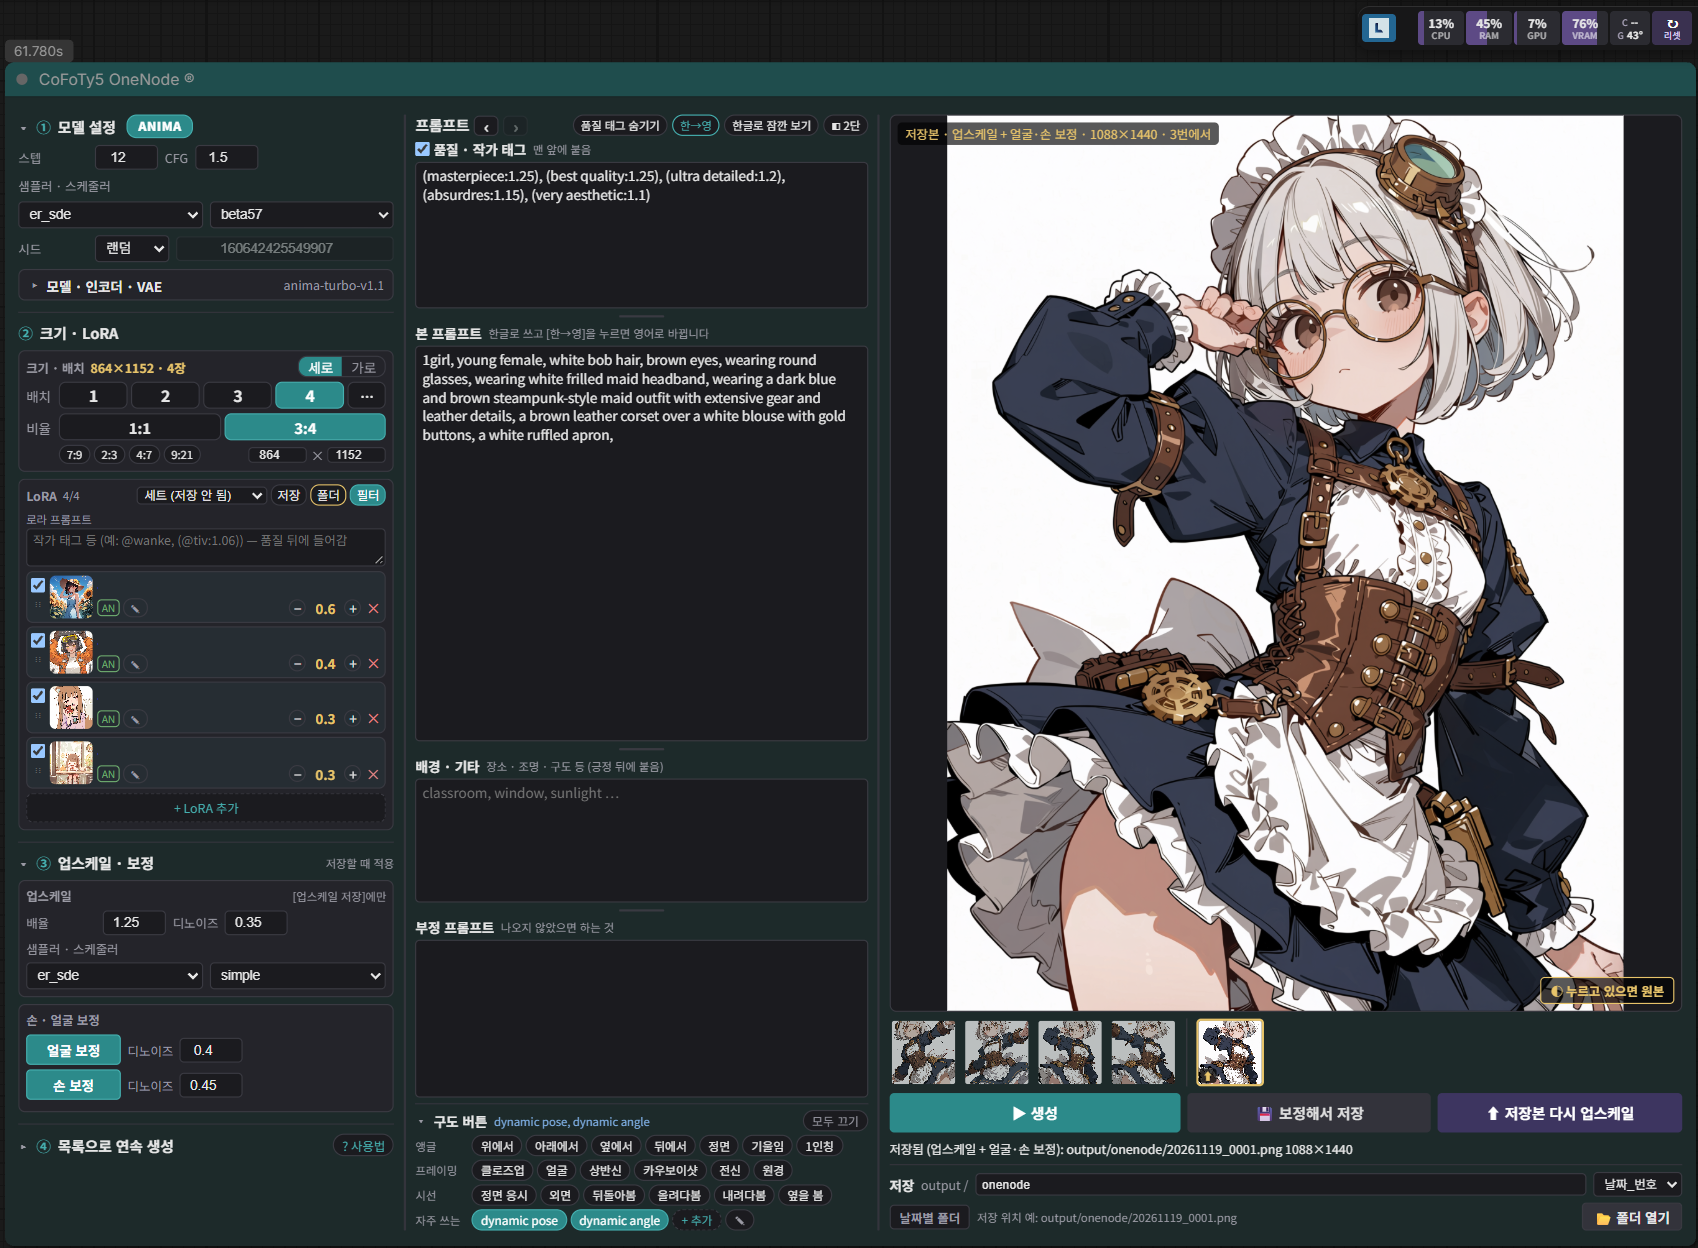 L
13% CPU
45% RAM
7% GPU
76% VRAM
C --
G 43°
↻ 리셋
61.780s
CoFoTy5 OneNode ®
① 모델 설정 ANIMA
스텝 12 CFG 1.5
샘플러 · 스케줄러
er_sde beta57
시드 랜덤 160642425549907
모델 · 인코더 · VAE anima-turbo-v1.1
② 크기 · LoRA
크기 · 배치 864×1152 · 4장 세로 가로
배치 1 2 3 4 ...
비율 1:1 3:4
7:9 2:3 4:7 9:21 864 × 1152
LoRA 4/4 세트 (저장 안 됨) 저장 폴더 필터
로라 프롬프트
작가 태그 등 (예: @wanke, (@tiv:1.06)) — 품질 뒤에 들어감
AN − 0.6 + ×
AN − 0.4 + ×
AN − 0.3 + ×
AN − 0.3 + ×
+ LoRA 추가
③ 업스케일 · 보정 저장할 때 적용
업스케일 [업스케일 저장]에만
배율 1.25 디노이즈 0.35
샘플러 · 스케줄러
er_sde simple
손 · 얼굴 보정
얼굴 보정 디노이즈 0.4
손 보정 디노이즈 0.45
④ 목록으로 연속 생성 ? 사용법
프롬프트 ‹ › 품질 태그 숨기기 한→영 한글로 잠깐 보기 2단
품질 · 작가 태그 맨 앞에 붙음
(masterpiece:1.25), (best quality:1.25), (ultra detailed:1.2),
(absurdres:1.15), (very aesthetic:1.1)
본 프롬프트 한글로 쓰고 [한→영]을 누르면 영어로 바뀝니다
1girl, young female, white bob hair, brown eyes, wearing round
glasses, wearing white frilled maid headband, wearing a dark blue
and brown steampunk-style maid outfit with extensive gear and
leather details, a brown leather corset over a white blouse with gold
buttons, a white ruffled apron,
배경 · 기타 장소 · 조명 · 구도 등 (긍정 뒤에 붙음)
classroom, window, sunlight …
부정 프롬프트 나오지 않았으면 하는 것
구도 버튼 dynamic pose, dynamic angle 모두 끄기
앵글 위에서 아래에서 옆에서 뒤에서 정면 기울임 1인칭
프레이밍 클로즈업 얼굴 상반신 카우보이샷 전신 원경
시선 정면 응시 외면 뒤돌아봄 올려다봄 내려다봄 옆을 봄
자주 쓰는 dynamic pose dynamic angle + 추가
저장본 · 업스케일 + 얼굴·손 보정 · 1088×1440 · 3번에서
누르고 있으면 원본
▶ 생성 보정해서 저장 ⬆ 저장본 다시 업스케일
저장됨 (업스케일 + 얼굴·손 보정): output/onenode/20261119_0001.png 1088×1440
저장 output / onenode 날짜_번호
날짜별 폴더 저장 위치 예: output/onenode/20261119_0001.png 폴더 열기